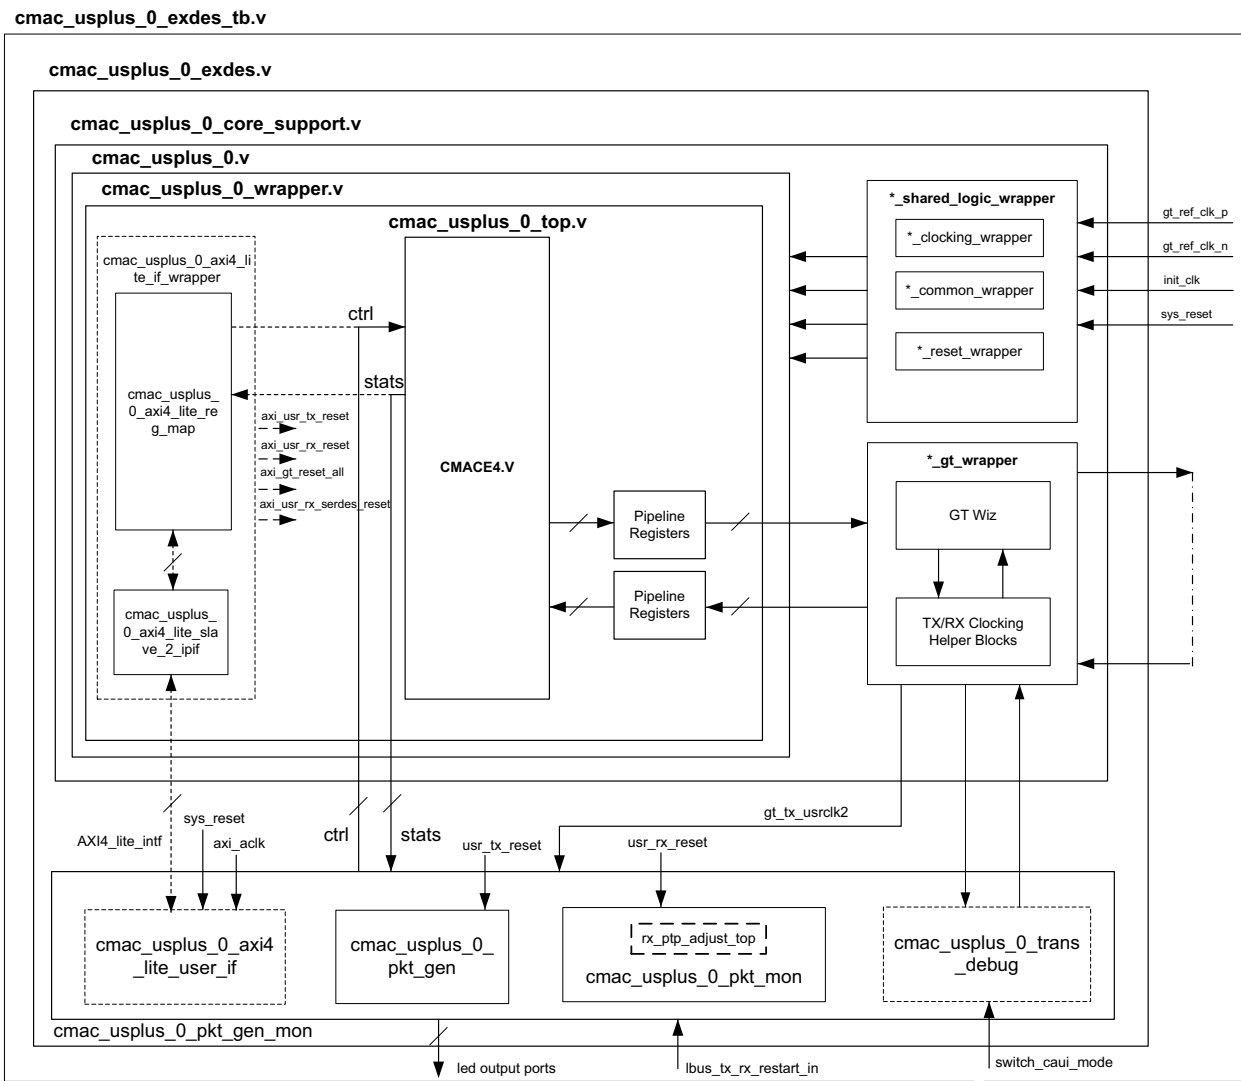 cmac_usplus_0_exdes_tb.v
cmac_usplus_0_exdes.v
cmac_usplus_0_core_support.v
cmac_usplus_0.v
cmac_usplus_0_wrapper.v
cmac_usplus_0_top.v
cmac_usplus_0_axi4_li
te_if_wrapper
ctrl
stats
cmac_usplus_
0_axi4_lite_re
g_map
axi_usr_tx_reset
axi_usr_rx_reset
axi_gt_reset_all
axi_usr_rx_serdes_reset
cmac_usplus_
0_axi4_lite_sla
ve_2_ipif
CMACE4.V
Pipeline
Registers
Pipeline
Registers
*_shared_logic_wrapper
*_clocking_wrapper
*_common_wrapper
*_reset_wrapper
gt_ref_clk_p
gt_ref_clk_n
init_clk
sys_reset
*_gt_wrapper
GT Wiz
TX/RX Clocking
Helper Blocks
AXI4_lite_intf
sys_reset
axi_aclk
ctrl
stats
usr_tx_reset
usr_rx_reset
gt_tx_usrclk2
cmac_usplus_0_axi4
_lite_user_if
cmac_usplus_0_
pkt_gen
rx_ptp_adjust_top
cmac_usplus_0_pkt_mon
cmac_usplus_0_trans
_debug
cmac_usplus_0_pkt_gen_mon
led output ports
lbus_tx_rx_restart_in
switch_caui_mode